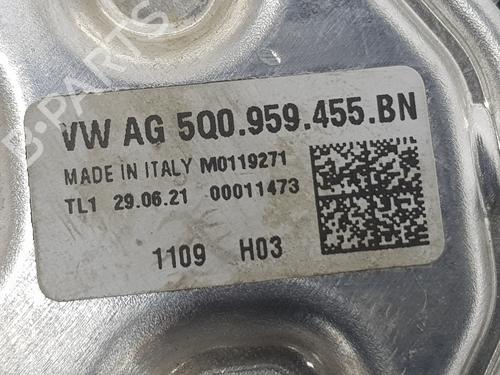 B-PARTS
VW AG 5Q0.959.455.BN
MADE IN ITALY M0119271
TL1 29.06.21 00011473
1109 H03